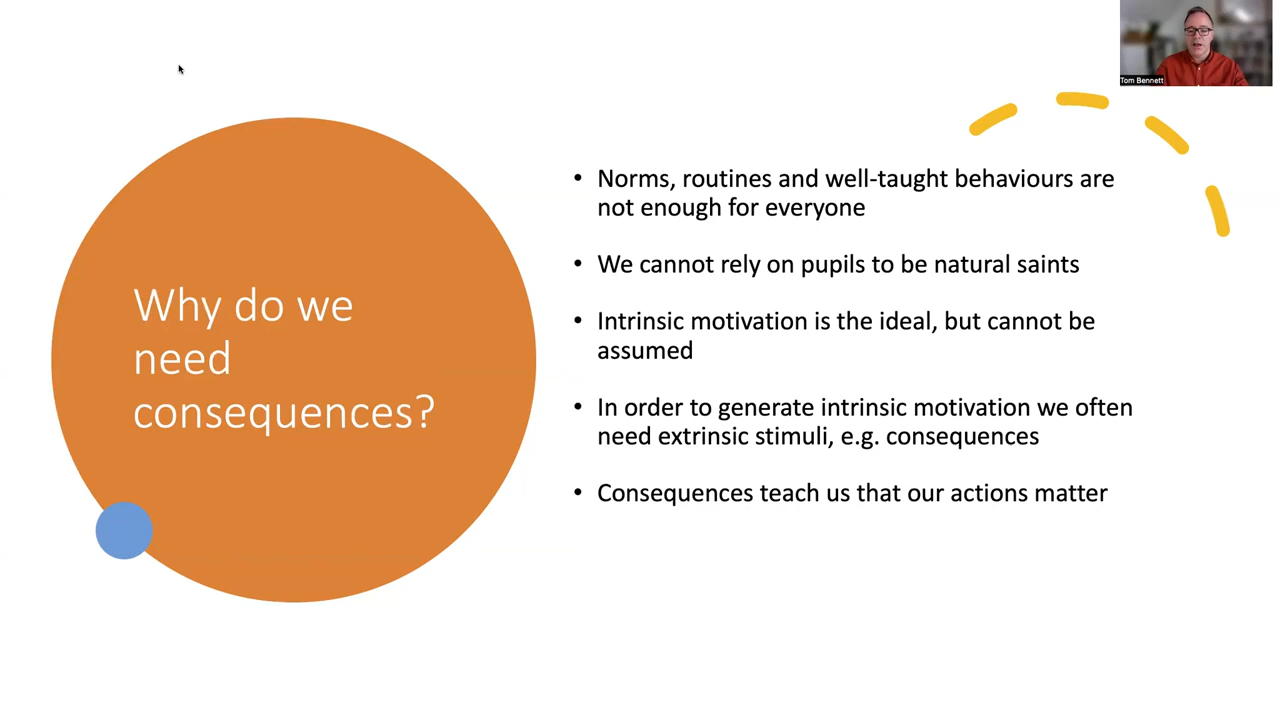 Tom Bennett
Why do we
need
consequences?
• Norms, routines and well-taught behaviours are
not enough for everyone
• We cannot rely on pupils to be natural saints
• Intrinsic motivation is the ideal, but cannot be
assumed
• In order to generate intrinsic motivation we often
need extrinsic stimuli, e.g. consequences
• Consequences teach us that our actions matter